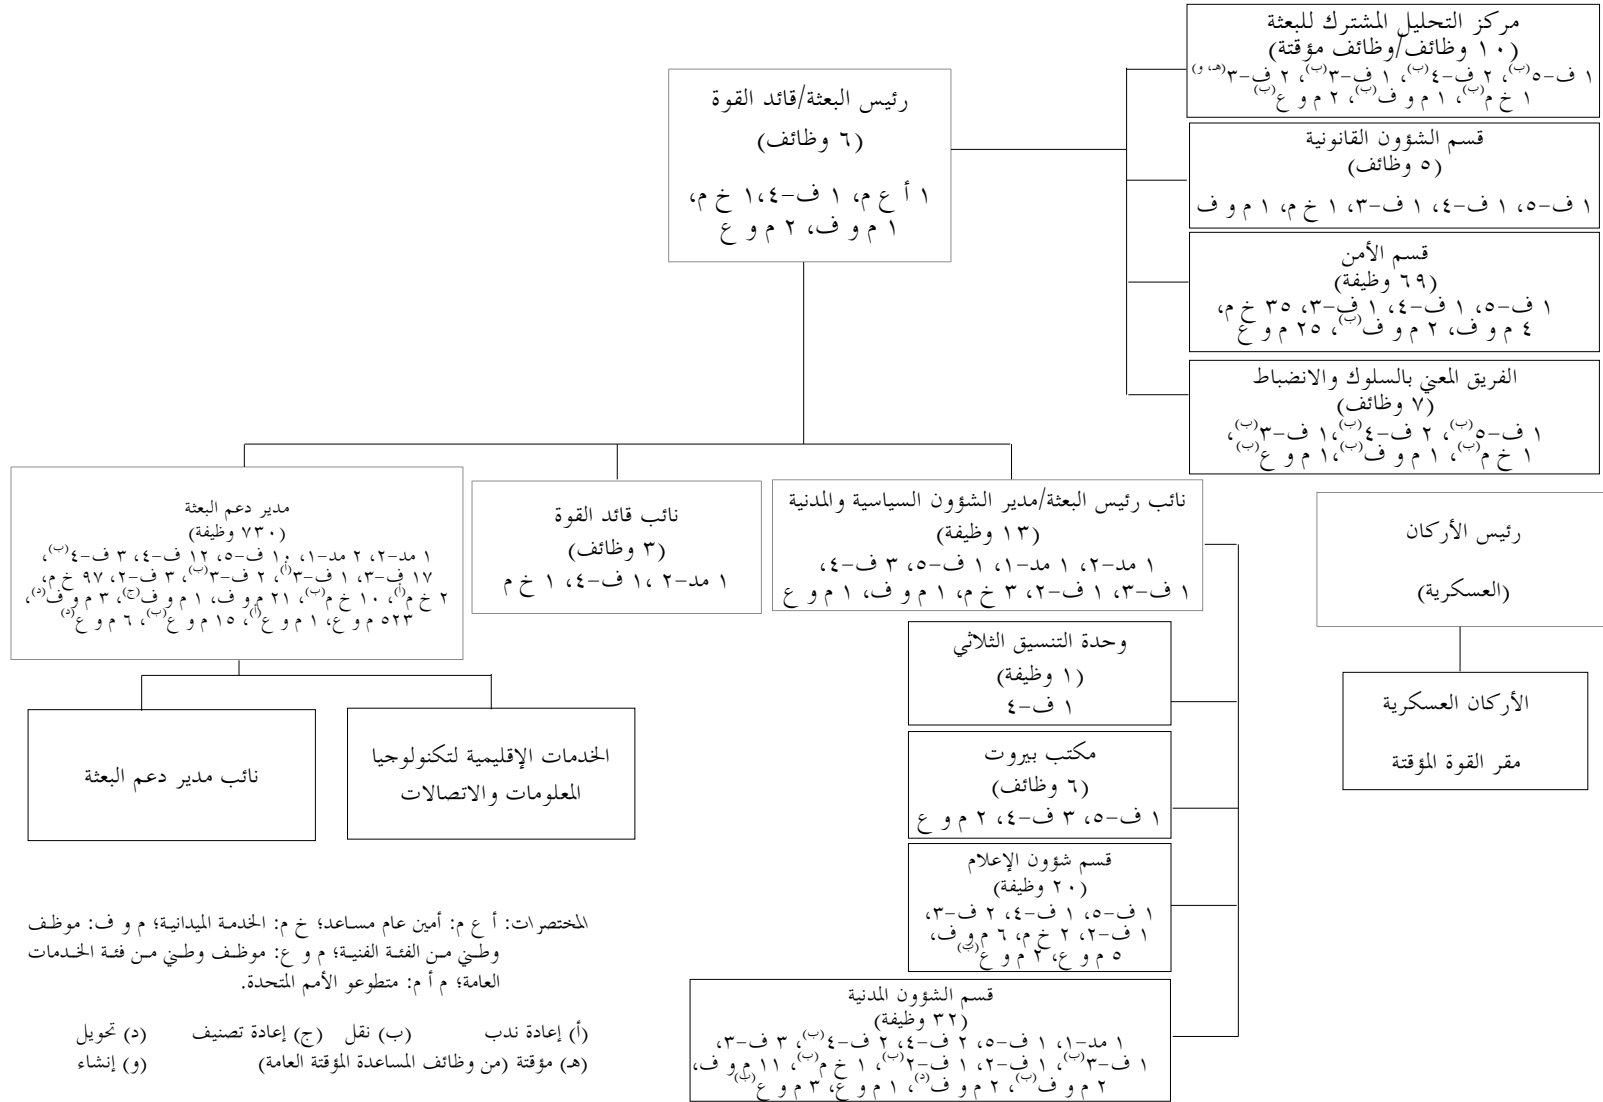 مركز التحليل المشترك للبعثة
(١٠ وظائف/وظائف مؤقتة)
١ ف-٥(ب)، ٢ ف-٤(ب)، ١ ف-٣(ب)، ٢ ف-٣(هـ، و)
١ خ م(ب)، ١ م و ف(ب)، ٢ م و ع(ب)
رئيس البعثة/قائد القوة
(٦ وظائف)
١ أ ع م، ١ ف-٤، ١ خ م،
١ م و ف، ٢ م و ع
قسم الشؤون القانونية
(٥ وظائف)
١ ف-٥، ١ ف-٤، ١ ف-٣، ١ خ م، ١ م و ف
قسم الأمن
(٦٩ وظيفة)
١ ف-٥، ١ ف-٤، ١ ف-٣، ٣٥ خ م،
٤ م و ف، ٢ م و ف(ب)، ٢٥ م و ع
الفريق المعني بالسلوك والانضباط
(٧ وظائف)
١ ف-٥(ب)، ٢ ف-٤(ب)،١ ف-٣(ب)،
١ خ م(ب)، ١ م و ف(ب)،١ م و ع(ب)
نائب رئيس البعثة/مدير الشؤون السياسية والمدنية
(١٣ وظيفة)
١ مد-٢، ١ مد-١، ١ ف-٥، ٣ ف-٤،
١ ف-٣، ١ ف-٢، ٣ خ م، ١ م و ف، ١ م و ع
نائب قائد القوة
(٣ وظائف)
١ مد-٢ ،١ ف-٤، ١ خ م
مدير دعم البعثة
(٧٣٠ وظيفة)
١ مد-٢، ٢ مد-١، ١٠ ف-٥، ١٢ ف-٤، ٣ ف-٤(ب)،
١٧ ف-٣، ١ ف-٣(أ)، ٢ ف-٣(ب)، ٣ ف-٢، ٩٧ خ م،
٢ خ م(أ)، ١٠ خ م(ب)، ٢١ م و ف، ١ م و ف(ج)، ٣ م و ف(د)،
٥٢٣ م و ع، ١ م و ع(أ)، ١٥ م و ع(ب)، ٦ م و ع(د)
رئيس الأركان
(العسكرية)
الأركان العسكرية
مقر القوة المؤقتة
وحدة التنسيق الثلاثي
(١ وظيفة)
١ ف-٤
مكتب بيروت
(٦ وظائف)
١ ف-٥، ٣ ف-٤، ٢ م و ع
قسم شؤون الإعلام
(٢٠ وظيفة)
١ ف-٥، ١ ف-٤، ٢ ف-٣،
١ ف-٢، ٢ خ م، ٦ م و ف،
٥ م و ع، ٢ م و ع(ب)
قسم الشؤون المدنية
(٣٢ وظيفة)
١ مد-١، ١ ف-٥، ٢ ف-٤، ٢ ف-٤(ب)، ٣ ف-٣،
١ ف-٣(ب)، ١ ف-٢، ١ ف-٢(ب)، ١ خ م(ب)، ١١ م و ف،
٢ م و ف(ب)، ٢ م و ف(د)، ١ م و ع، ٣ م و ع(ب)
الخدمات الإقليمية لتكنولوجيا
المعلومات والاتصالات
نائب مدير دعم البعثة
المختصرات: أ ع م: أمين عام مساعد؛ خ م: الخدمة الميدانية؛ م و ف: موظف
وطني من الفئة الفنية؛ م و ع: موظف وطني من فئة الخدمات
العامة؛ م أ م: متطوعو الأمم المتحدة.
(أ) إعادة ندب (ب) نقل (ج) إعادة تصنيف (د) تحويل
(هـ) مؤقتة (من وظائف المساعدة المؤقتة العامة) (و) إنشاء